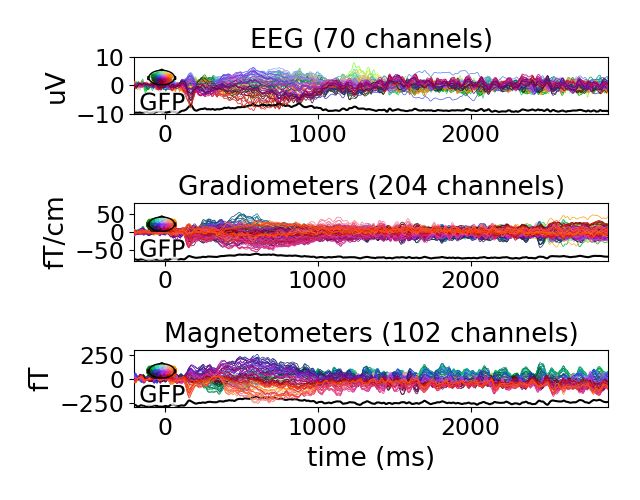 EEG (70 channels)
10
0
−10
uV
GFP
0 1000 2000
Gradiometers (204 channels)
50
0
−50
fT/cm
GFP
0 1000 2000
Magnetometers (102 channels)
250
0
−250
fT
GFP
0 1000 2000
time (ms)